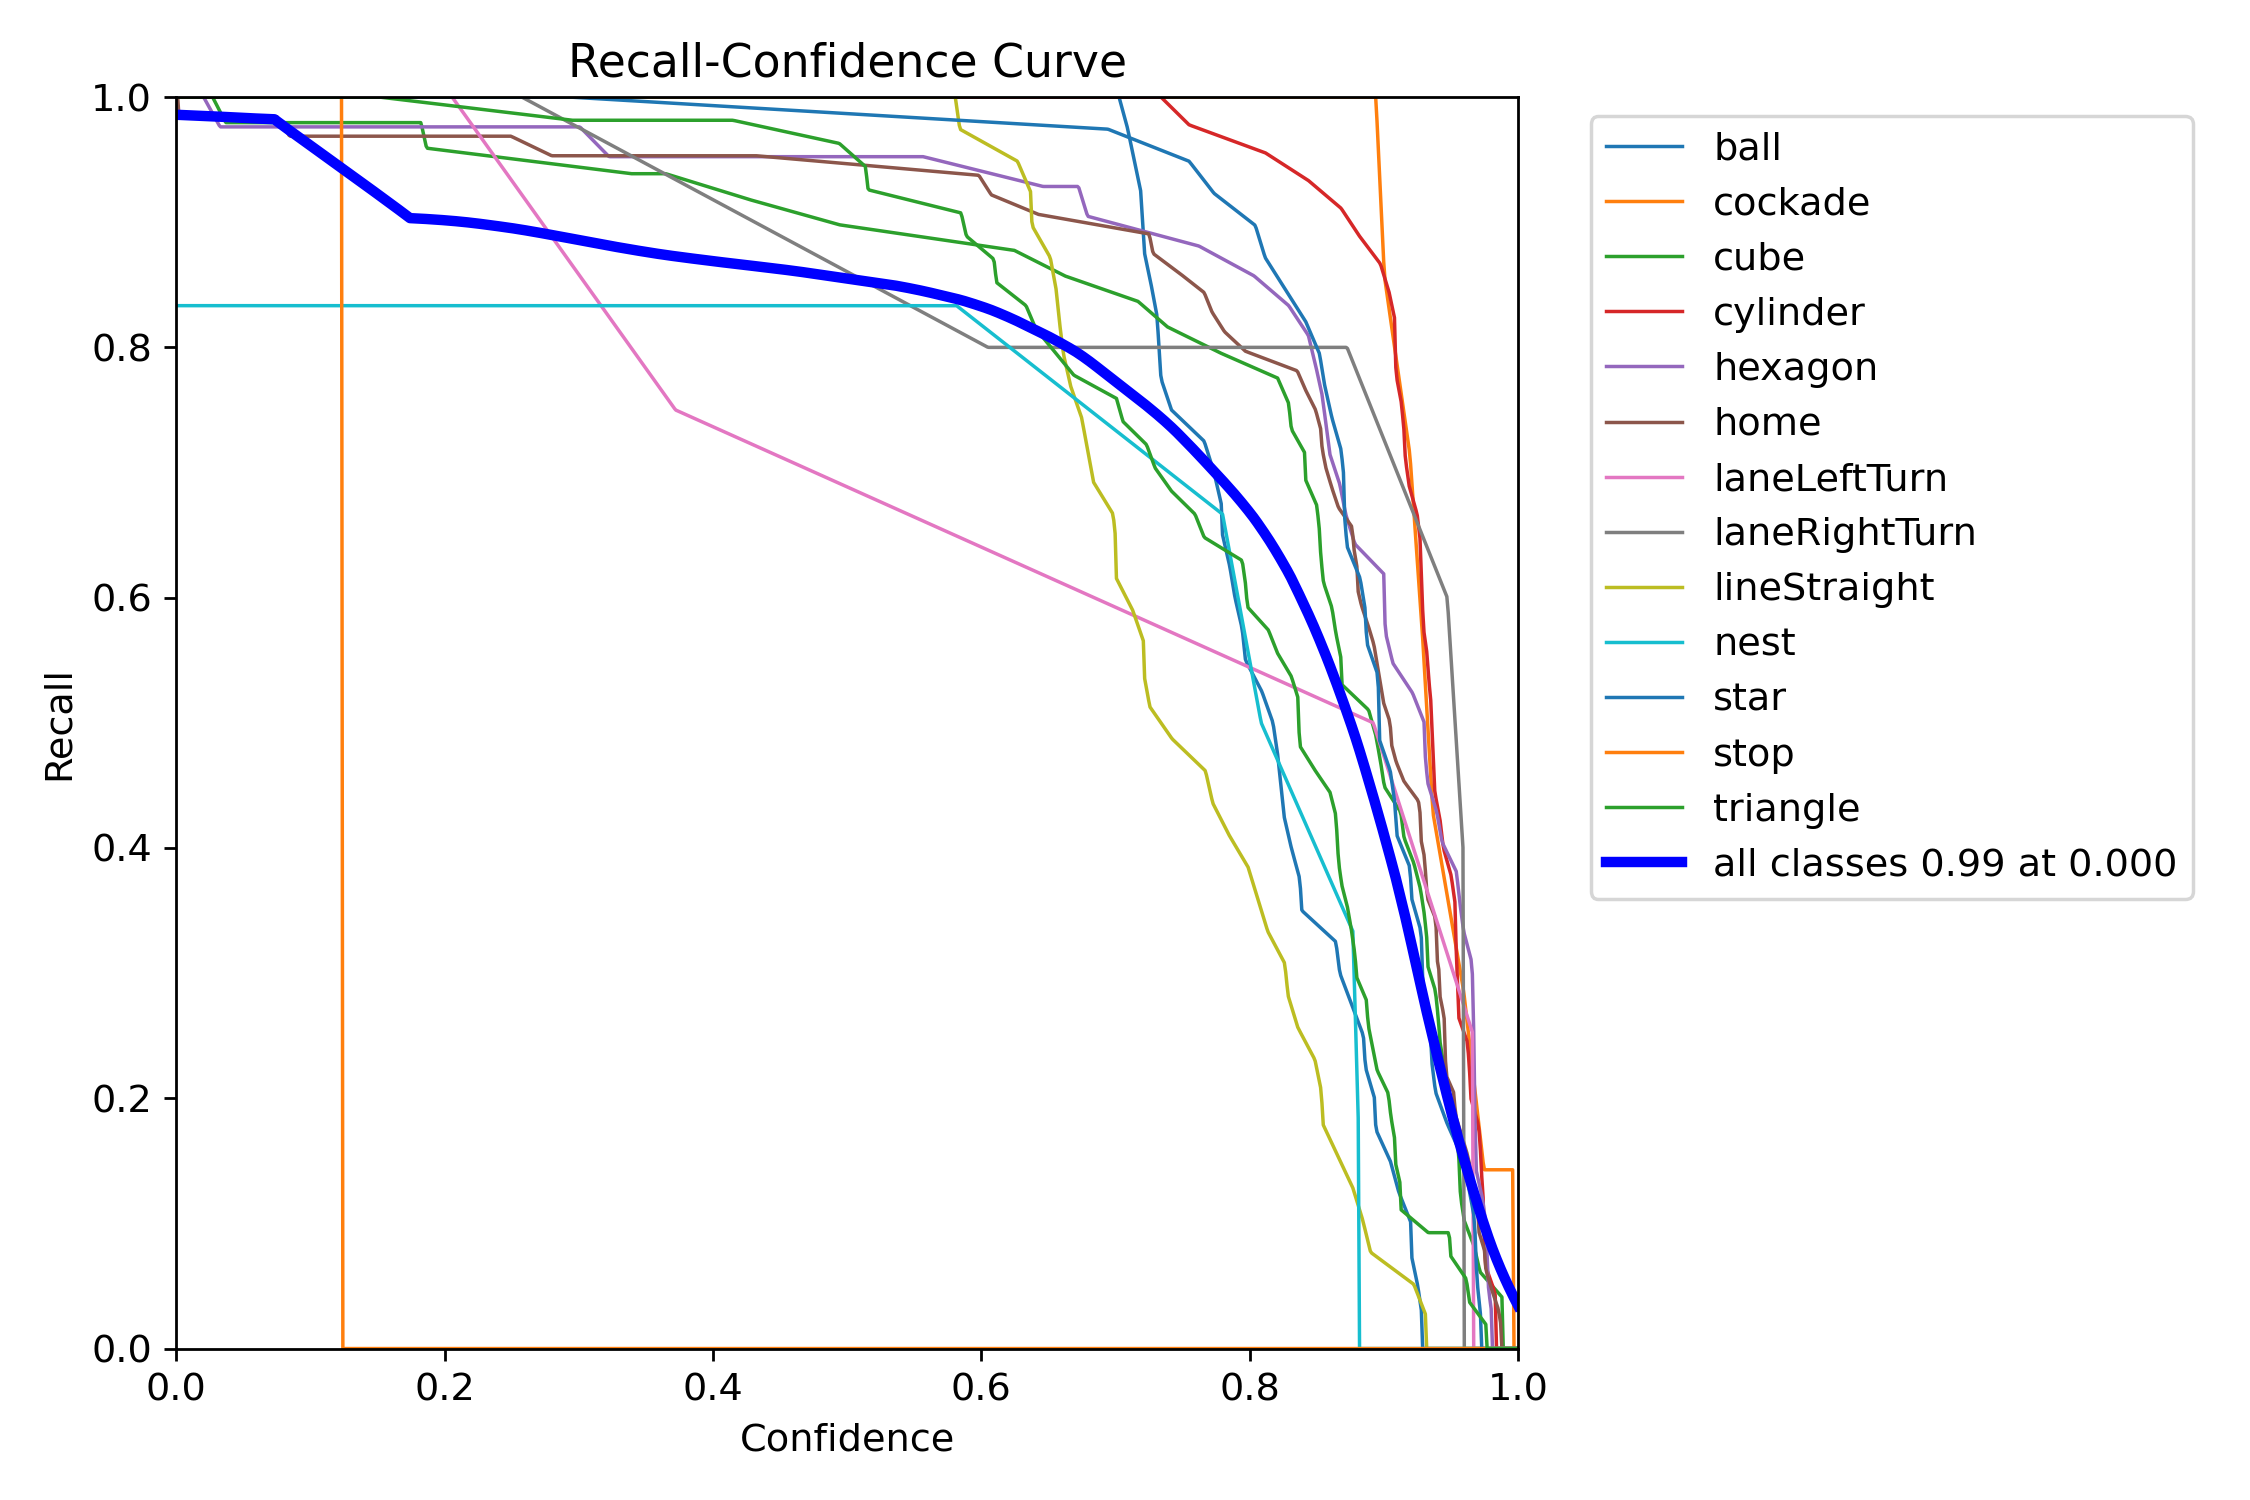 Recall-Confidence Curve
1.0
0.8
0.6
0.4
0.2
0.0
Recall
0.0 0.2 0.4 0.6 0.8 1.0
Confidence
ball
cockade
cube
cylinder
hexagon
home
laneLeftTurn
laneRightTurn
lineStraight
nest
star
stop
triangle
all classes 0.99 at 0.000